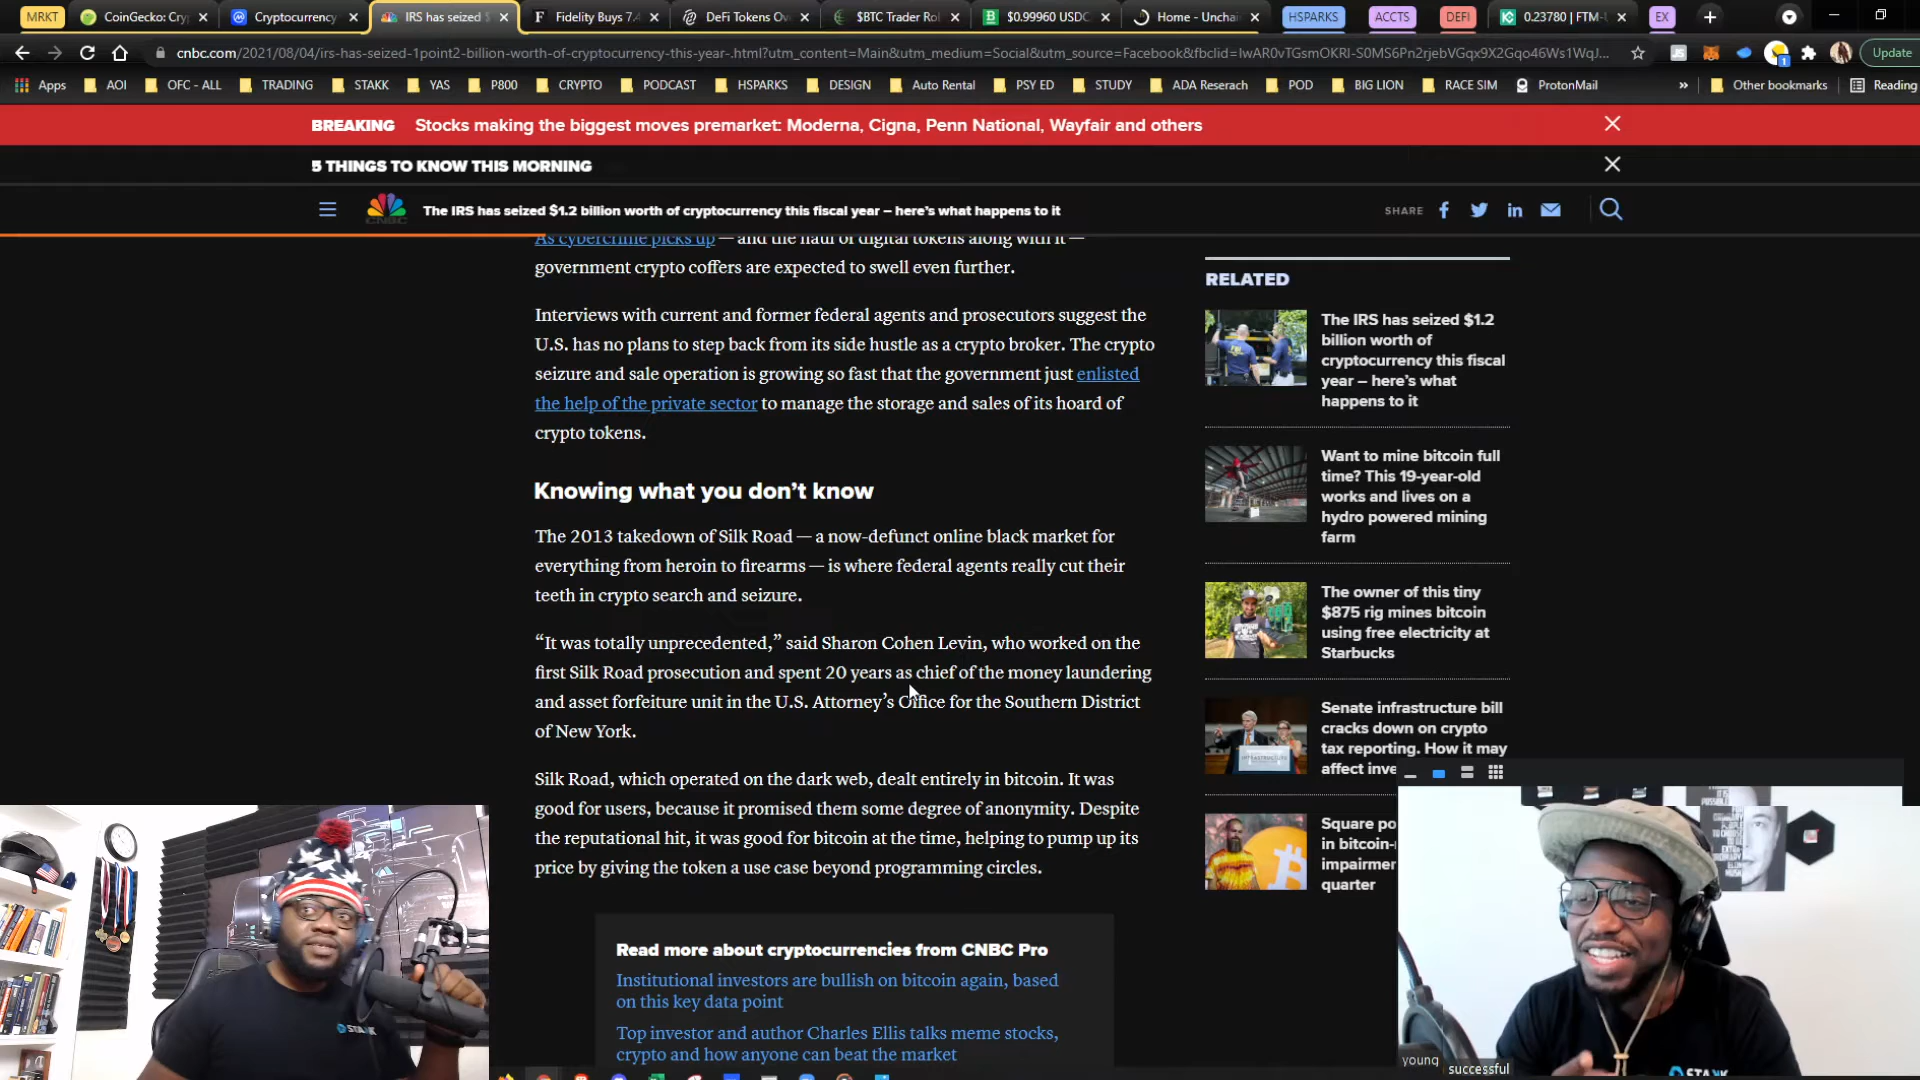 MRKT
CoinGecko: Cry
Cryptocurrency
IRS has seized $
Fidelity Buys 7.4
DeFi Tokens Ov
$BTC Trader Rol
$0.99960 USDC
Home - Unchai
HSPARKS
ACCTS
DEFI
0.23780 | FTM-U
EX
cnbc.com/2021/08/04/irs-has-seized-1point2-billion-worth-of-cryptocurrency-this-year-.html?utm_content=Main&utm_medium=Social&utm_source=Facebook&fbclid=IwAR0vTGsmOKRI-S0MS6Pn2rjebVGqx9X2Gqo46Ws1WqJ...
Update
Apps
AOI
OFC - ALL
TRADING
STAKK
YAS
P800
CRYPTO
PODCAST
HSPARKS
DESIGN
Auto Rental
PSY ED
STUDY
ADA Reserach
POD
BIG LION
RACE SIM
ProtonMail
»
Other bookmarks
Reading
BREAKING Stocks making the biggest moves premarket: Moderna, Cigna, Penn National, Wayfair and others
5 THINGS TO KNOW THIS MORNING
CNBC
The IRS has seized $1.2 billion worth of cryptocurrency this fiscal year – here's what happens to it
SHARE
As cybercrime picks up — and the haul of digital tokens along with it —
government crypto coffers are expected to swell even further.
Interviews with current and former federal agents and prosecutors suggest the
U.S. has no plans to step back from its side hustle as a crypto broker. The crypto
seizure and sale operation is growing so fast that the government just enlisted
the help of the private sector to manage the storage and sales of its hoard of
crypto tokens.
Knowing what you don't know
The 2013 takedown of Silk Road — a now-defunct online black market for
everything from heroin to firearms — is where federal agents really cut their
teeth in crypto search and seizure.
“It was totally unprecedented,” said Sharon Cohen Levin, who worked on the
first Silk Road prosecution and spent 20 years as chief of the money laundering
and asset forfeiture unit in the U.S. Attorney's Office for the Southern District
of New York.
Silk Road, which operated on the dark web, dealt entirely in bitcoin. It was
good for users, because it promised them some degree of anonymity. Despite
the reputational hit, it was good for bitcoin at the time, helping to pump up its
price by giving the token a use case beyond programming circles.
Read more about cryptocurrencies from CNBC Pro
Institutional investors are bullish on bitcoin again, based
on this key data point
Top investor and author Charles Ellis talks meme stocks,
crypto and how anyone can beat the market
RELATED
The IRS has seized $1.2
billion worth of
cryptocurrency this fiscal
year – here's what
happens to it
Want to mine bitcoin full
time? This 19-year-old
works and lives on a
hydro powered mining
farm
The owner of this tiny
$875 rig mines bitcoin
using free electricity at
Starbucks
Senate infrastructure bill
cracks down on crypto
tax reporting. How it may
affect inve
Square po
in bitcoin-
impairmer
quarter
STAKK
young
successful
STAKK